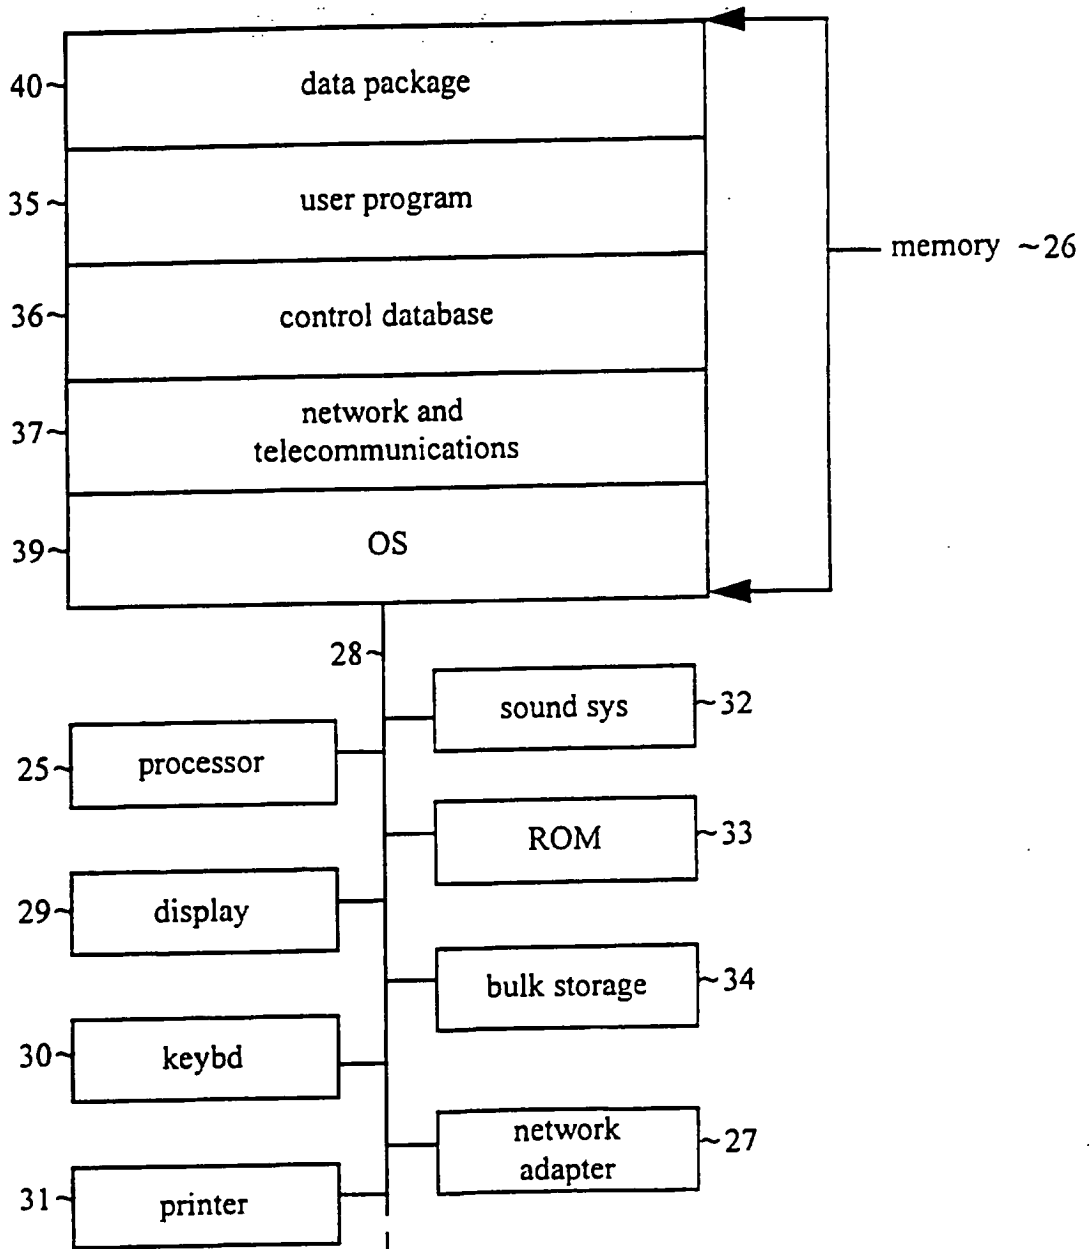 40~ data package
35~ user program
memory ~26
36~ control database
37~ network and
telecommunications
39~ OS
28~
sound sys ~32
25~ processor
ROM ~33
29~ display
bulk storage ~34
30~ keybd
network
adapter ~27
31~ printer